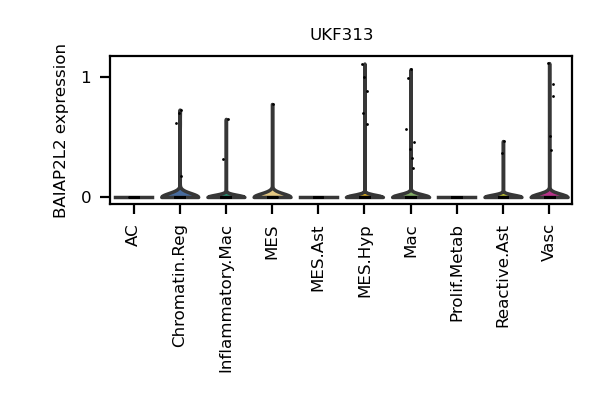 UKF313
BAIAP2L2 expression
1
0
AC
Chromatin.Reg
Inflammatory.Mac
MES
MES.Ast
MES.Hyp
Mac
Prolif.Metab
Reactive.Ast
Vasc